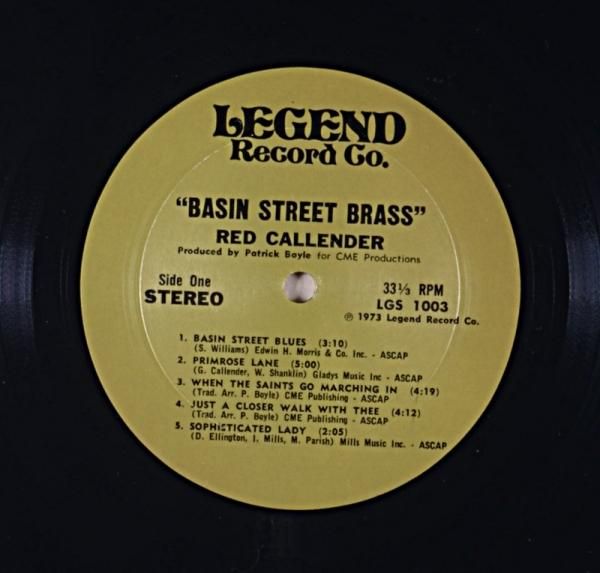 LEGEND
Record Co.
"BASIN STREET BRASS"
RED CALLENDER
Produced by Patrick Boyle for CME Productions
Side One
STEREO
33⅓ RPM
LGS 1003
℗ 1973 Legend Record Co.
1. BASIN STREET BLUES (3:10)
(S. Williams) Edwin H. Morris & Co. Inc. - ASCAP
2. PRIMROSE LANE (5:00)
(G. Callender, W. Shanklin) Gladys Music Inc - ASCAP
3. WHEN THE SAINTS GO MARCHING IN (4:19)
(Trad. Arr. P. Boyle) CME Publishing - ASCAP
4. JUST A CLOSER WALK WITH THEE (4:12)
(Trad. Arr. P. Boyle) CME Publishing - ASCAP
5. SOPHISTICATED LADY (2:05)
(D. Ellington, I. Mills, M. Parish) Mills Music Inc. - ASCAP